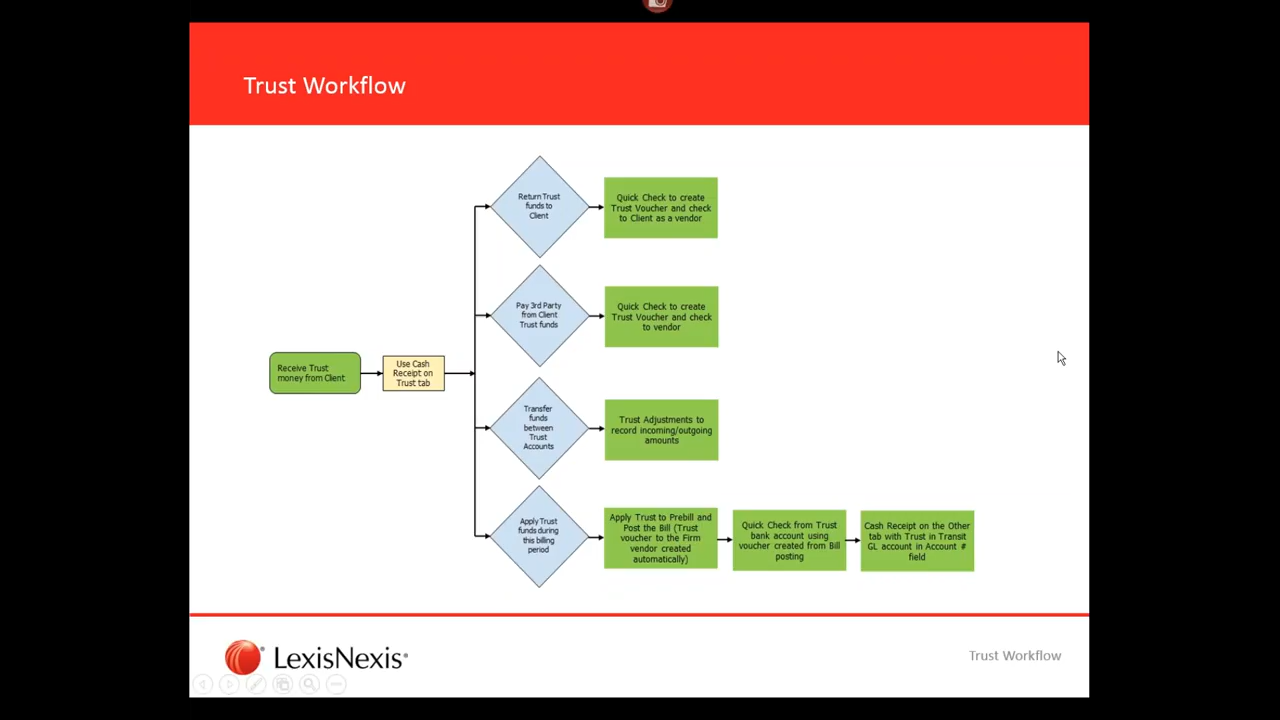 Trust Workflow
Return Trust
funds to
Client
Quick Check to create
Trust Voucher and check
to Client as a vendor
Pay 3rd Party
from Client
Trust funds
Quick Check to create
Trust Voucher and check
to vendor
Receive Trust
money from Client
Use Cash
Receipt on
Trust tab
Transfer
funds
between
Trust
Accounts
Trust Adjustments to
record incoming/outgoing
amounts
Apply Trust
funds during
this billing
period
Apply Trust to Prebill and
Post the Bill (Trust
voucher to the Firm
vendor created
automatically)
Quick Check from Trust
bank account using
voucher created from Bill
posting
Cash Receipt on the Other
tab with Trust in Transit
GL account in Account #
field
LexisNexis®
Trust Workflow